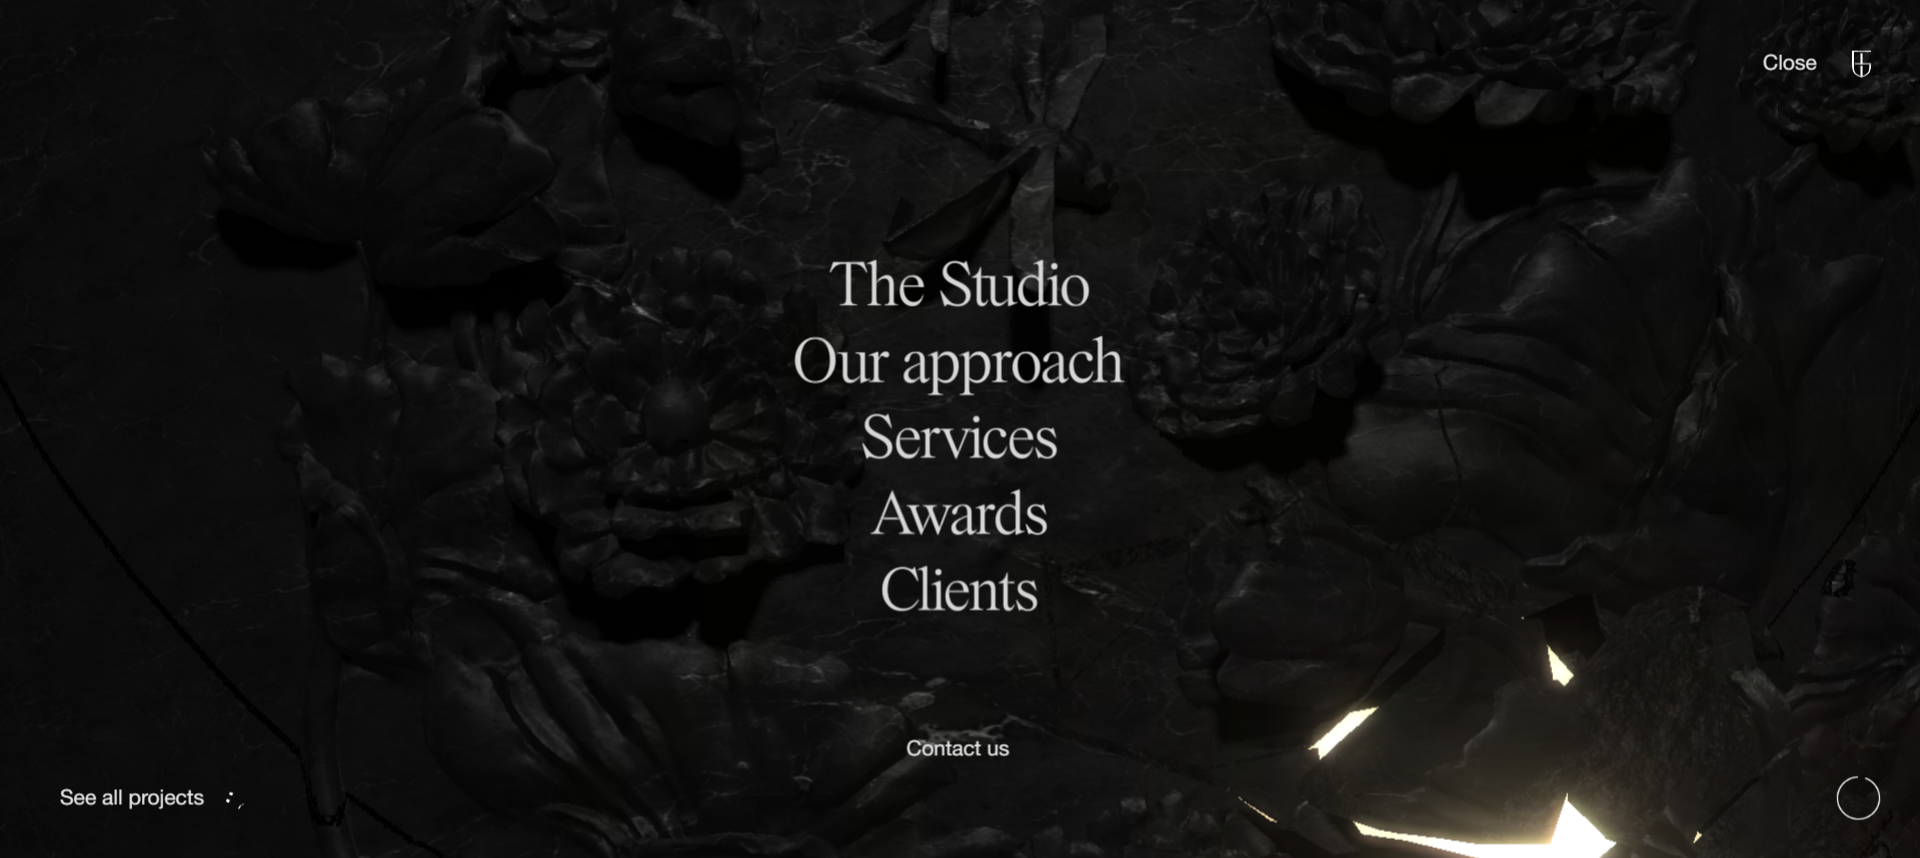 Close
The Studio
Our approach
Services
Awards
Clients
Contact us
See all projects